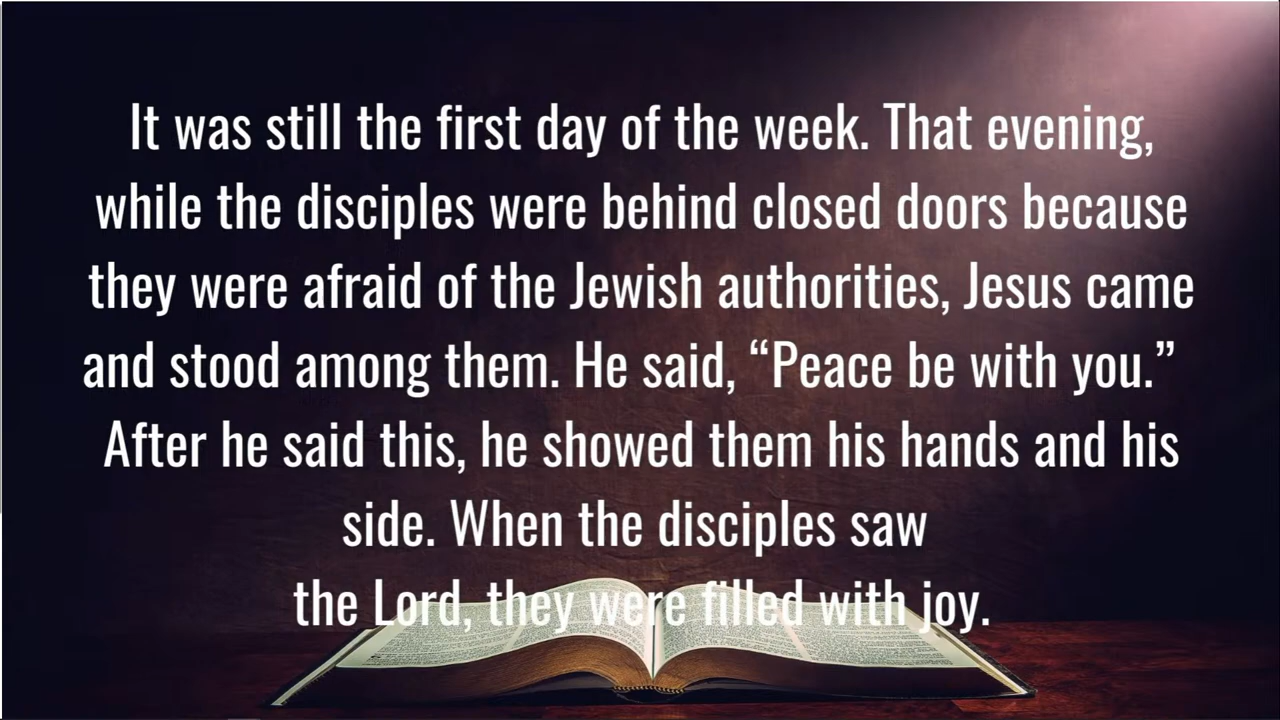 It was still the first day of the week. That evening,
while the disciples were behind closed doors because
they were afraid of the Jewish authorities, Jesus came
and stood among them. He said, “Peace be with you.”
After he said this, he showed them his hands and his
side. When the disciples saw
the Lord, they were filled with joy.